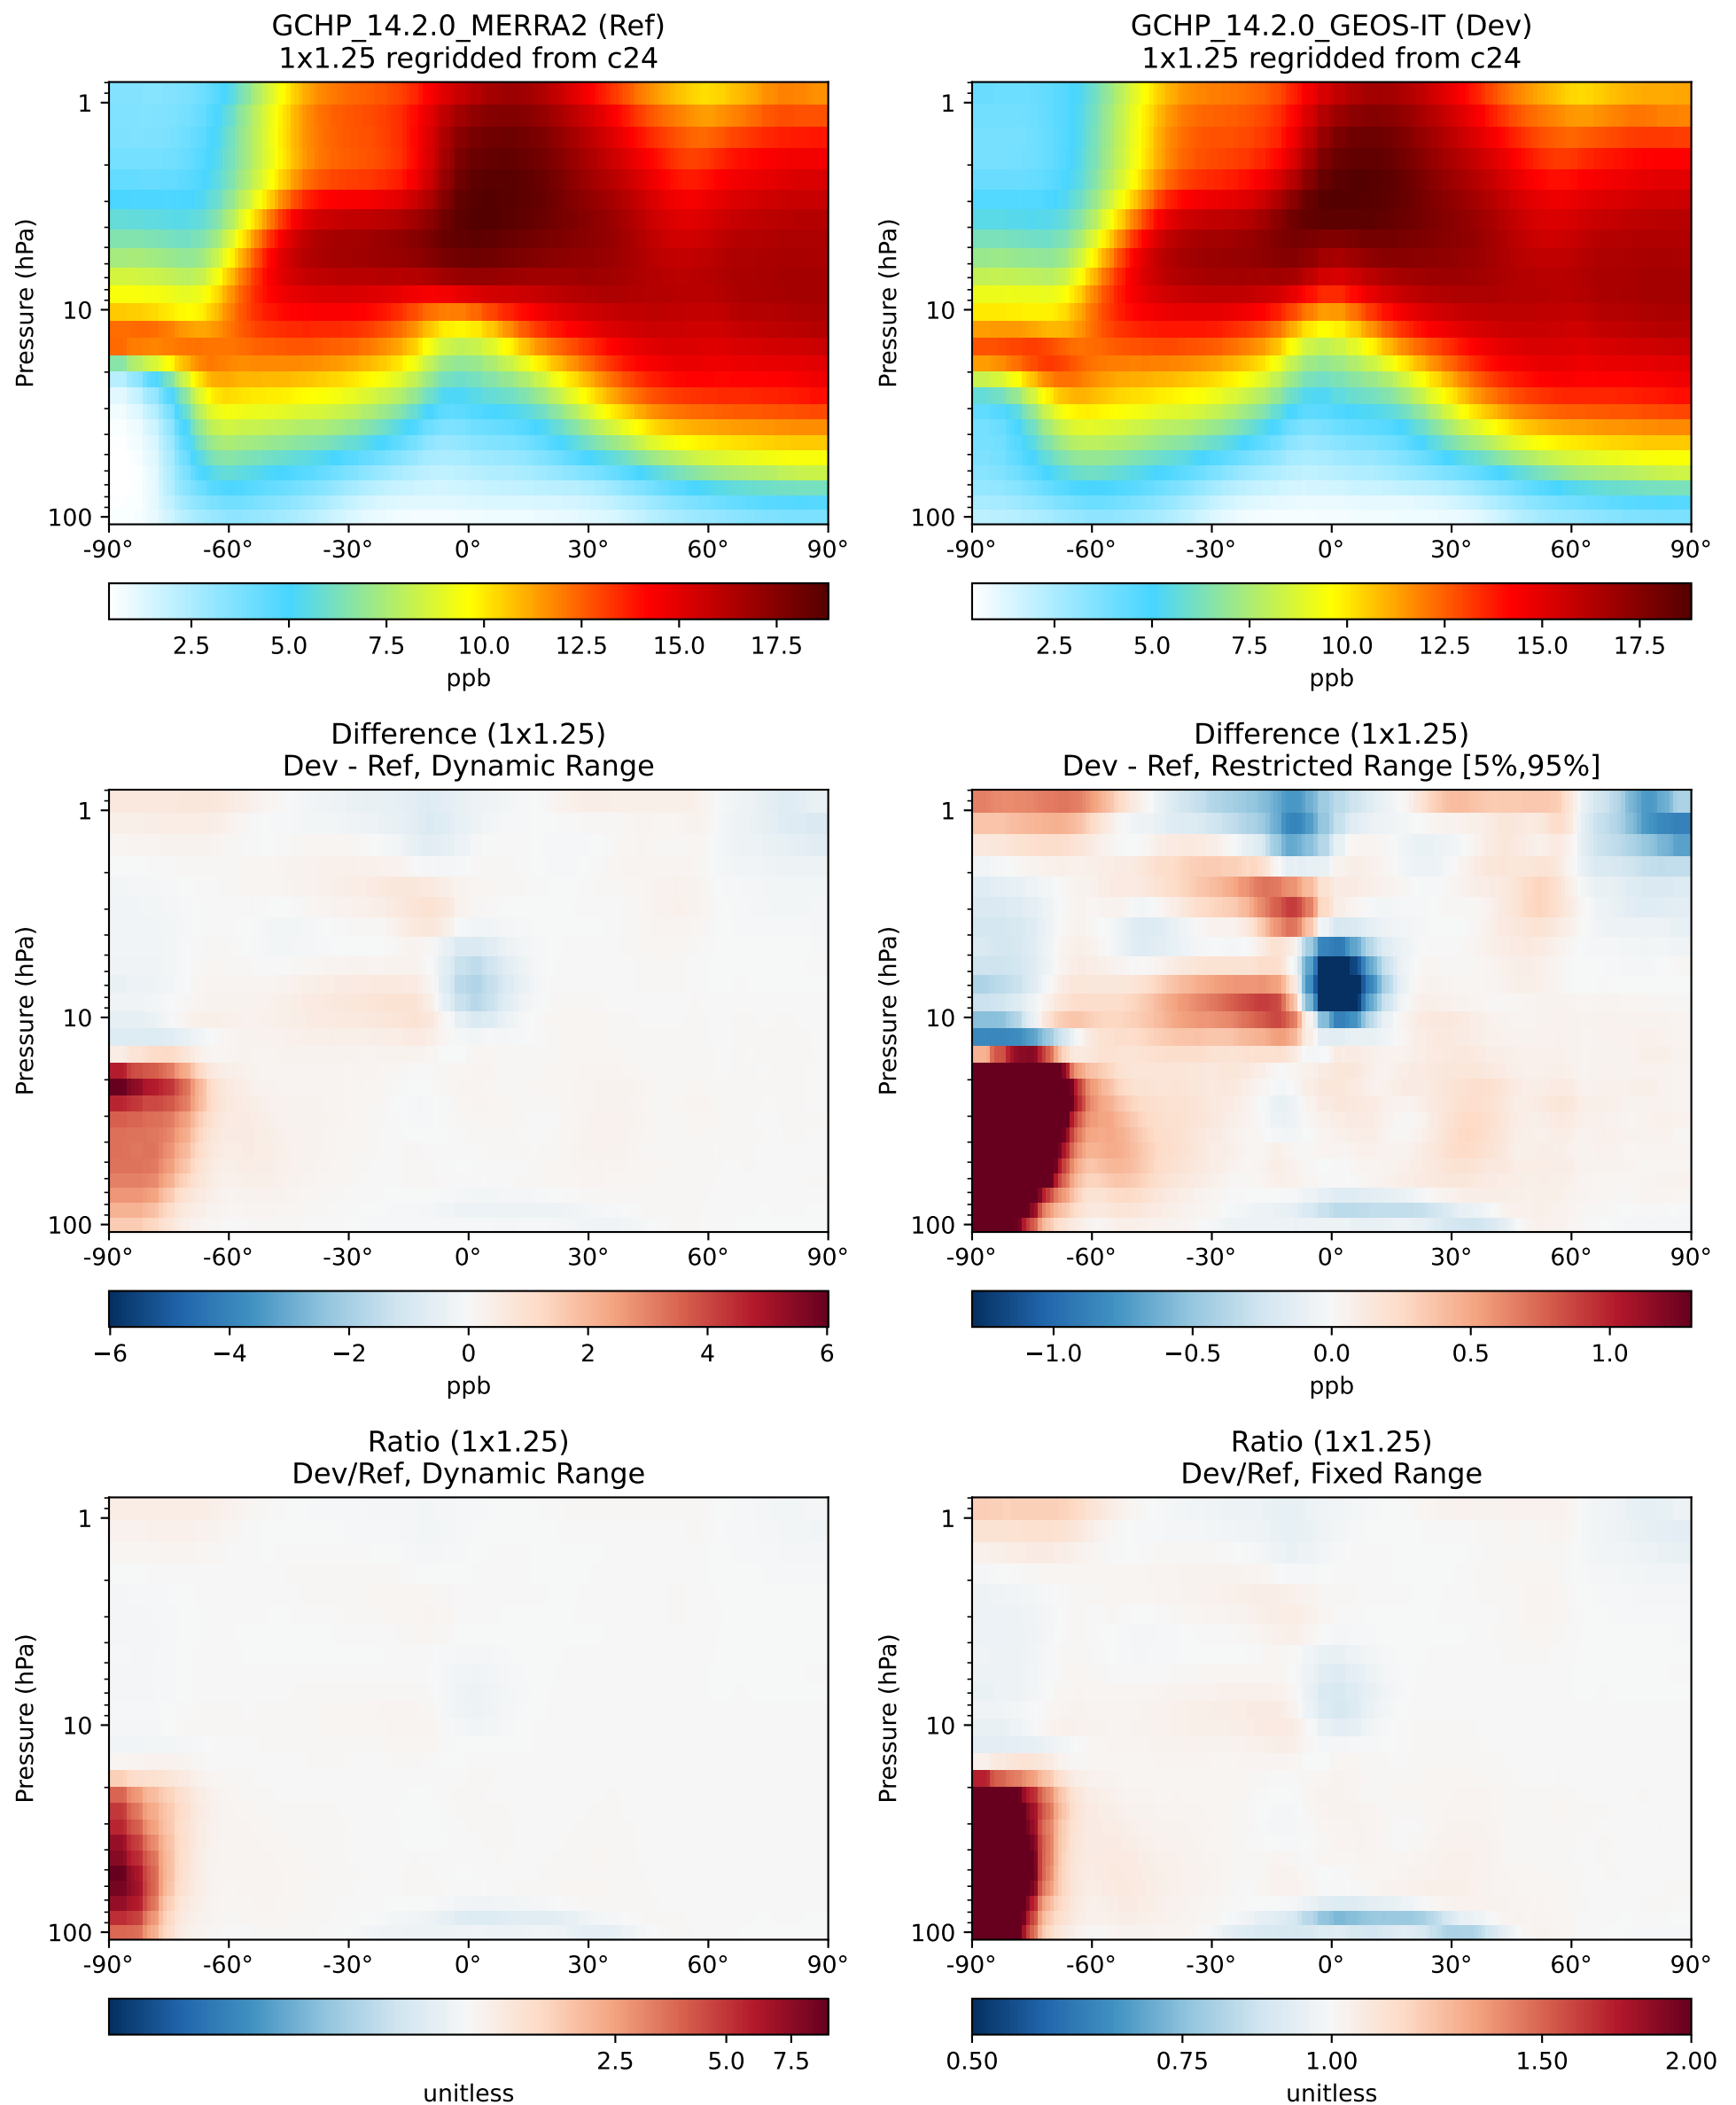 GCHP_14.2.0_MERRA2 (Ref)
1x1.25 regridded from c24
Pressure (hPa)
1
10
100
-90° -60° -30° 0° 30° 60° 90°
2.5 5.0 7.5 10.0 12.5 15.0 17.5
ppb
GCHP_14.2.0_GEOS-IT (Dev)
1x1.25 regridded from c24
Pressure (hPa)
1
10
100
-90° -60° -30° 0° 30° 60° 90°
2.5 5.0 7.5 10.0 12.5 15.0 17.5
ppb
Difference (1x1.25)
Dev - Ref, Dynamic Range
Pressure (hPa)
1
10
100
-90° -60° -30° 0° 30° 60° 90°
−6 −4 −2 0 2 4 6
ppb
Difference (1x1.25)
Dev - Ref, Restricted Range [5%,95%]
Pressure (hPa)
1
10
100
-90° -60° -30° 0° 30° 60° 90°
−1.0 −0.5 0.0 0.5 1.0
ppb
Ratio (1x1.25)
Dev/Ref, Dynamic Range
Pressure (hPa)
1
10
100
-90° -60° -30° 0° 30° 60° 90°
2.5 5.0 7.5
unitless
Ratio (1x1.25)
Dev/Ref, Fixed Range
Pressure (hPa)
1
10
100
-90° -60° -30° 0° 30° 60° 90°
0.50 0.75 1.00 1.50 2.00
unitless